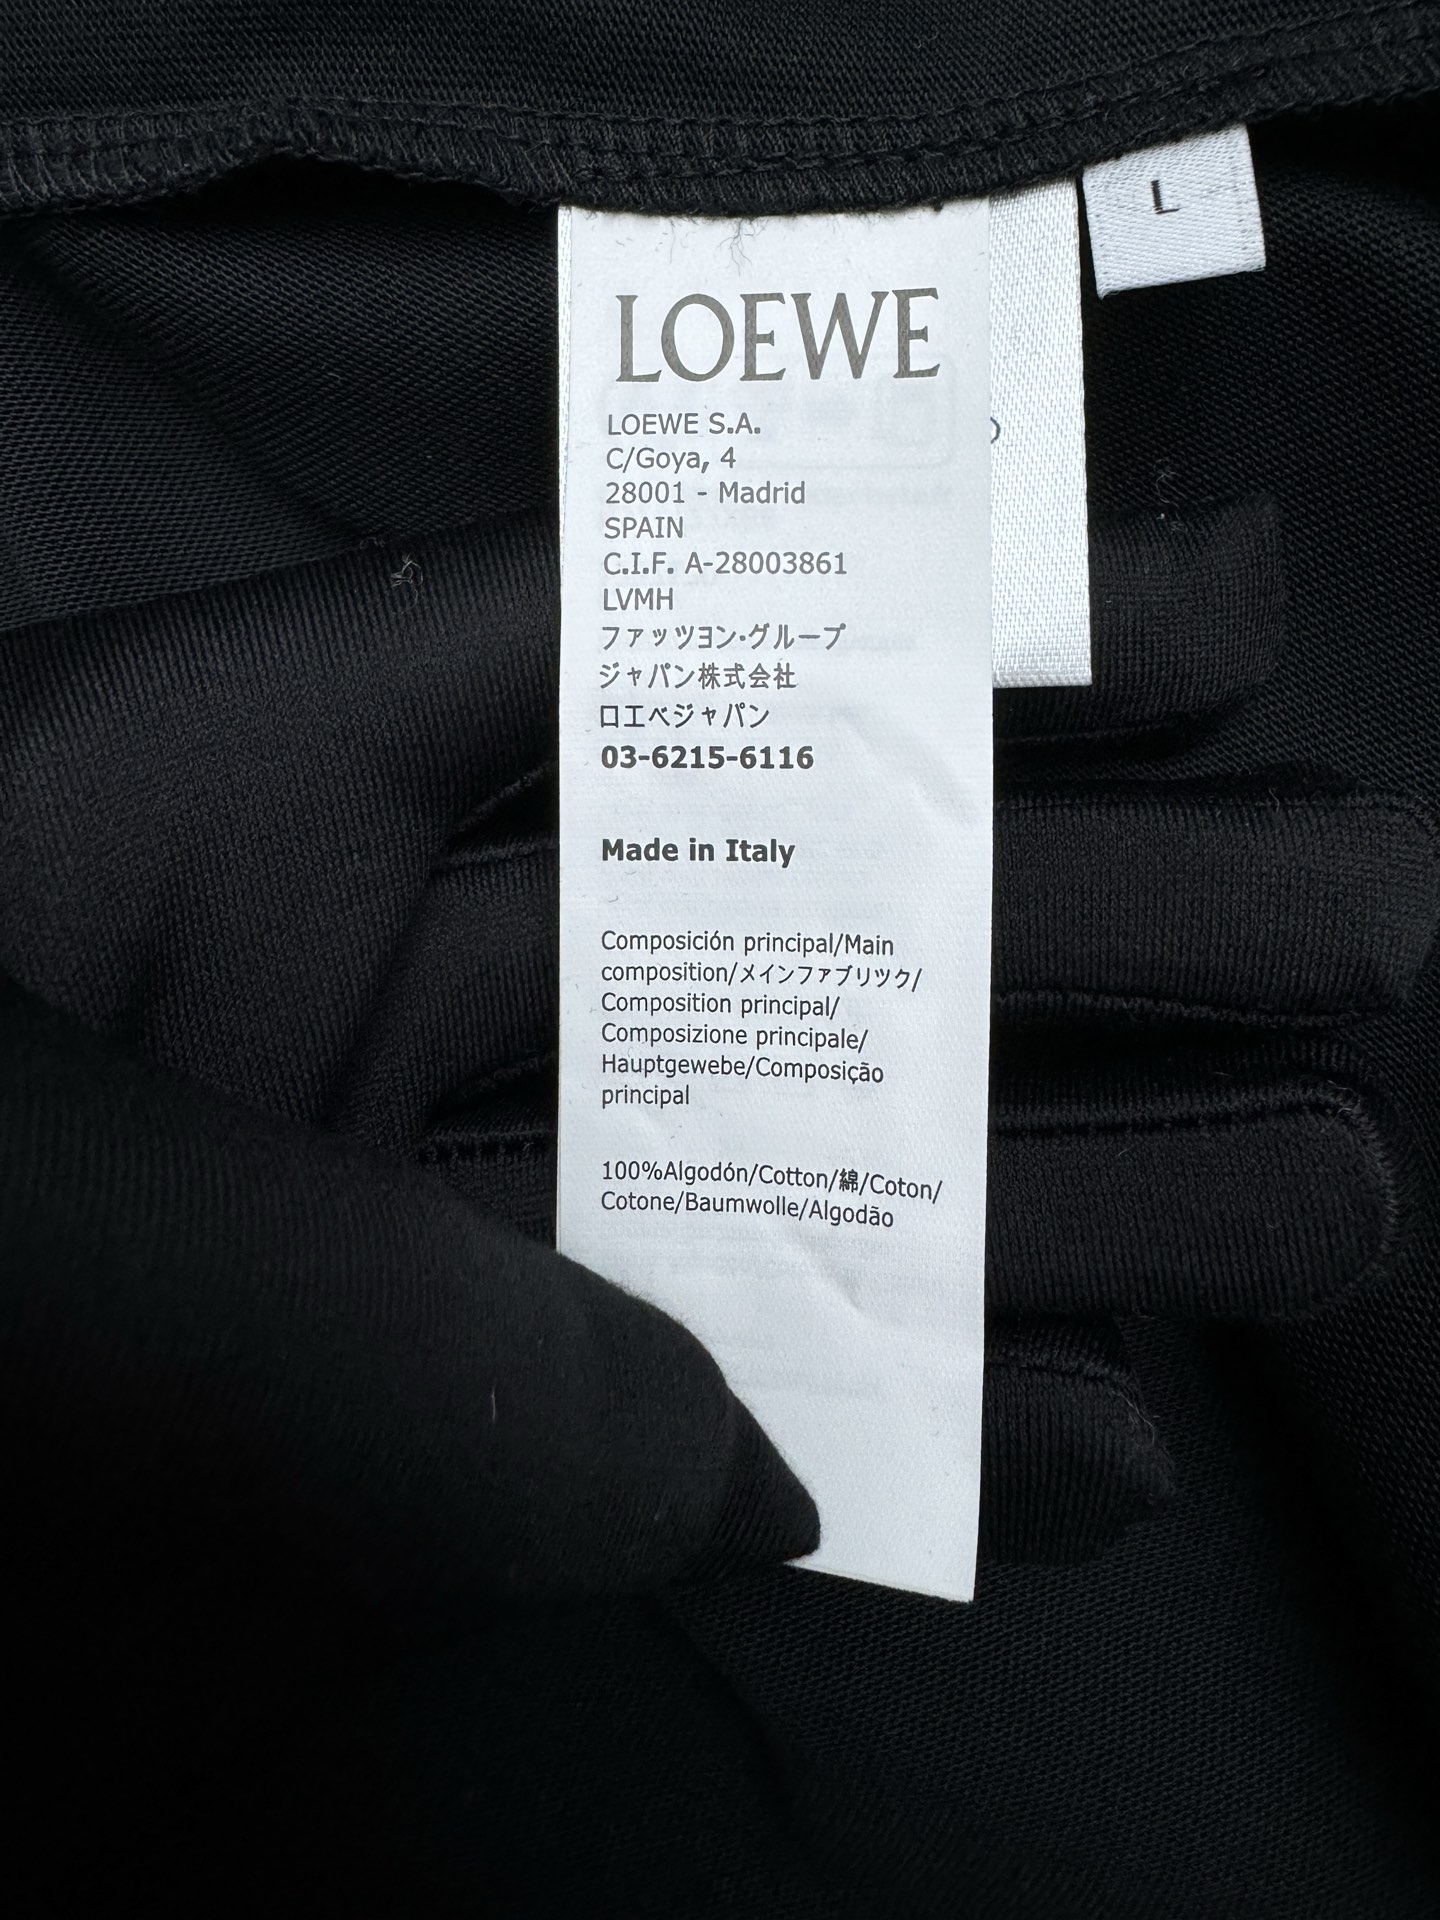 L
LOEWE
LOEWE S.A.
C/Goya, 4
28001 - Madrid
SPAIN
C.I.F. A-28003861
LVMH
ファッツヨン・グループ
ジャパン株式会社
ロエベジャパン
03-6215-6116
Made in Italy
Composición principal/Main
composition/メインファブリツク/
Composition principal/
Composizione principale/
Hauptgewebe/Composição
principal
100%Algodón/Cotton/綿/Coton/
Cotone/Baumwolle/Algodão